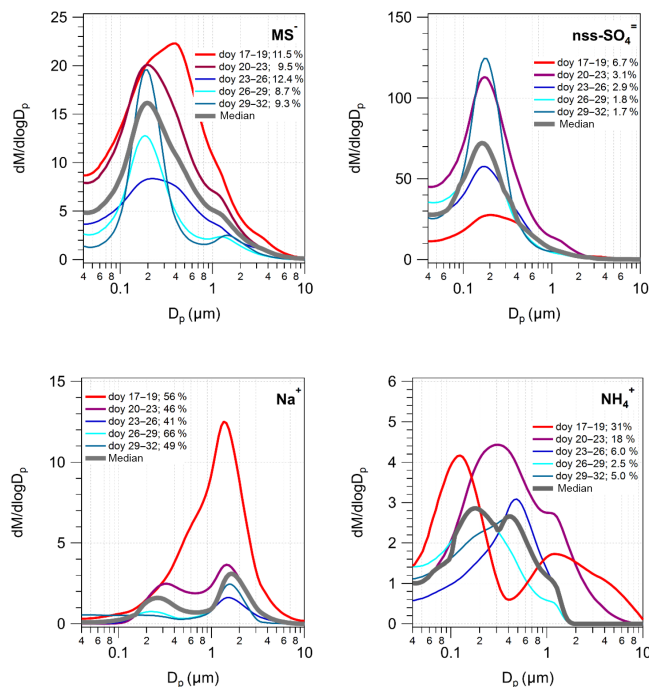 MS⁻
doy 17–19; 11.5 %
doy 20–23; 9.5 %
doy 23–26; 12.4 %
doy 26–29; 8.7 %
doy 29–32; 9.3 %
Median
25
20
15
10
5
0
dM/dlogDₚ
4 6 8 2 4 6 8 2 4 6 8
0.1 1 10
Dₚ (µm)
nss-SO₄⁼
doy 17–19; 6.7 %
doy 20–23; 3.1%
doy 23–26; 2.9 %
doy 26–29; 1.8 %
doy 29–32; 1.7%
Median
150
100
50
0
dM/dlogDₚ
4 6 8 2 4 6 8 2 4 6 8
0.1 1 10
Dₚ (µm)
Na⁺
doy 17–19; 56 %
doy 20–23; 46 %
doy 23–26; 41 %
doy 26–29; 66 %
doy 29–32; 49 %
Median
15
10
5
0
dM/dlogDₚ
4 6 8 2 4 6 8 2 4 6 8
0.1 1 10
Dₚ (µm)
NH₄⁺
doy 17–19; 31%
doy 20–23; 18 %
doy 23–26; 6.0 %
doy 26–29; 2.5 %
doy 29–32; 5.0 %
Median
6
5
4
3
2
1
0
dM/dlogDₚ
4 6 8 2 4 6 8 2 4 6 8
0.1 1 10
Dₚ (µm)